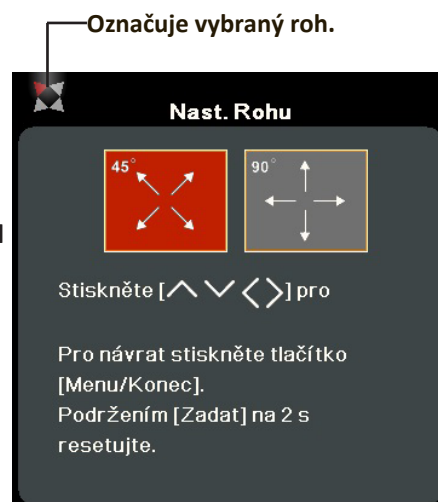 Označuje vybraný roh.
Nast. Rohu
45° 90°
Stiskněte [∧ ∨ < >] pro
Pro návrat stiskněte tlačítko
[Menu/Konec].
Podržením [Zadat] na 2 s
resetujte.